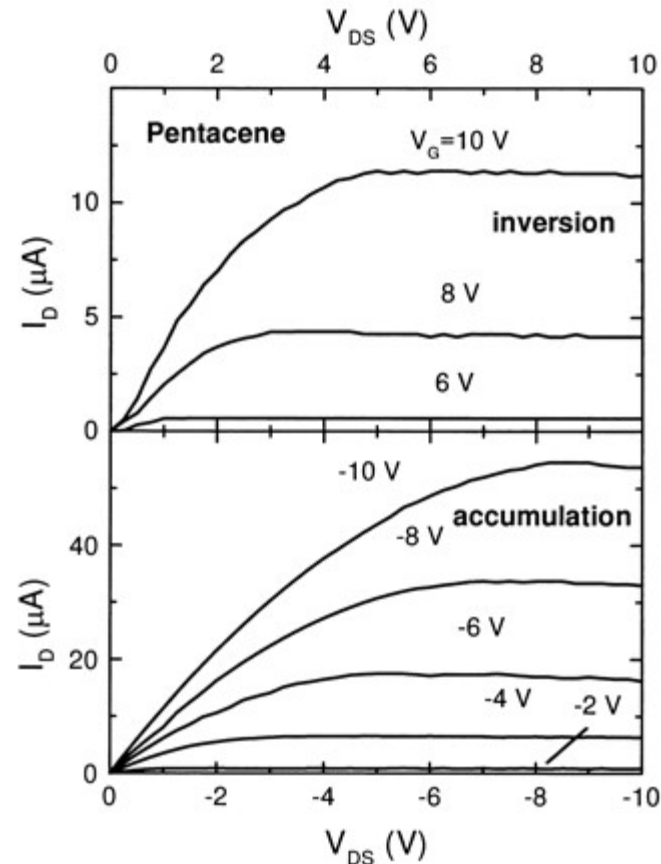 V_DS (V)
0 2 4 6 8 10
Pentacene
V_G=10 V
10
inversion
8 V
5
6 V
0
I_D (μA)
-10 V
accumulation
-8 V
40
-6 V
20
-4 V
-2 V
0
I_D (μA)
0 -2 -4 -6 -8 -10
V_DS (V)